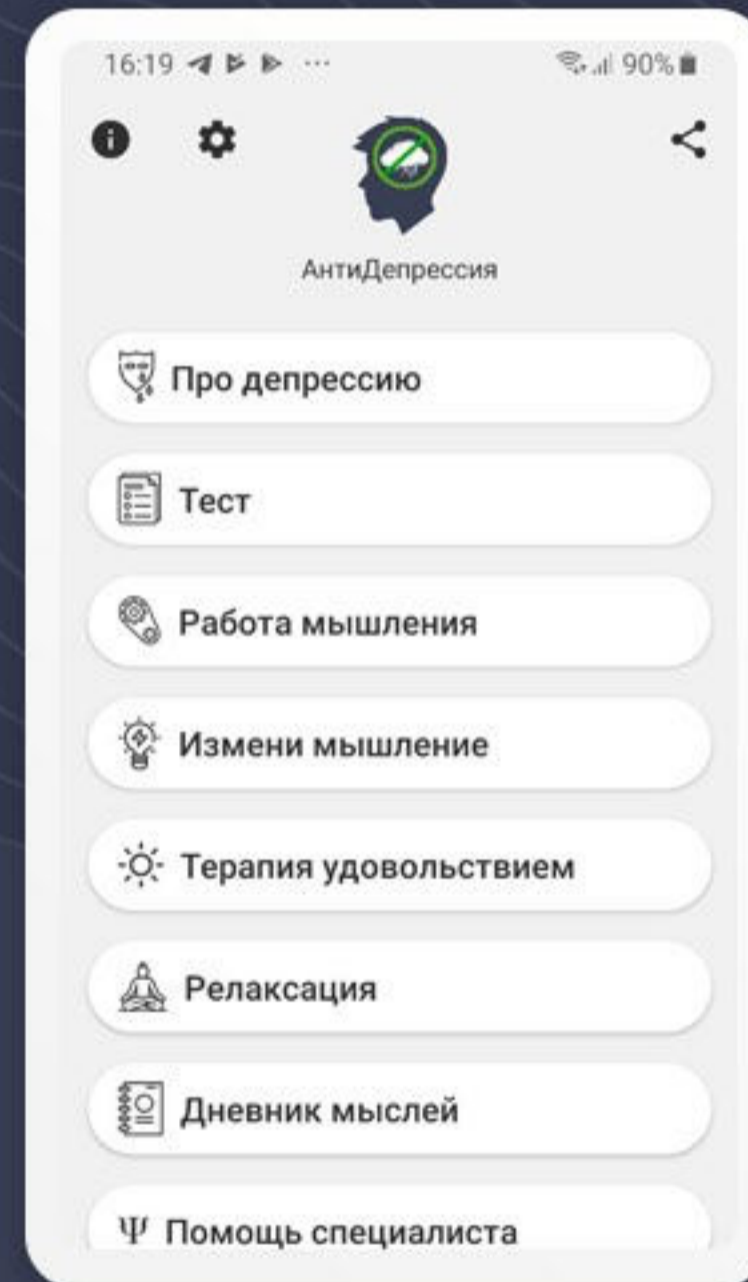 16:19 ... 90%
АнтиДепрессия
Про депрессию
Тест
Работа мышления
Измени мышление
Терапия удовольствием
Релаксация
Дневник мыслей
Ψ Помощь специалиста